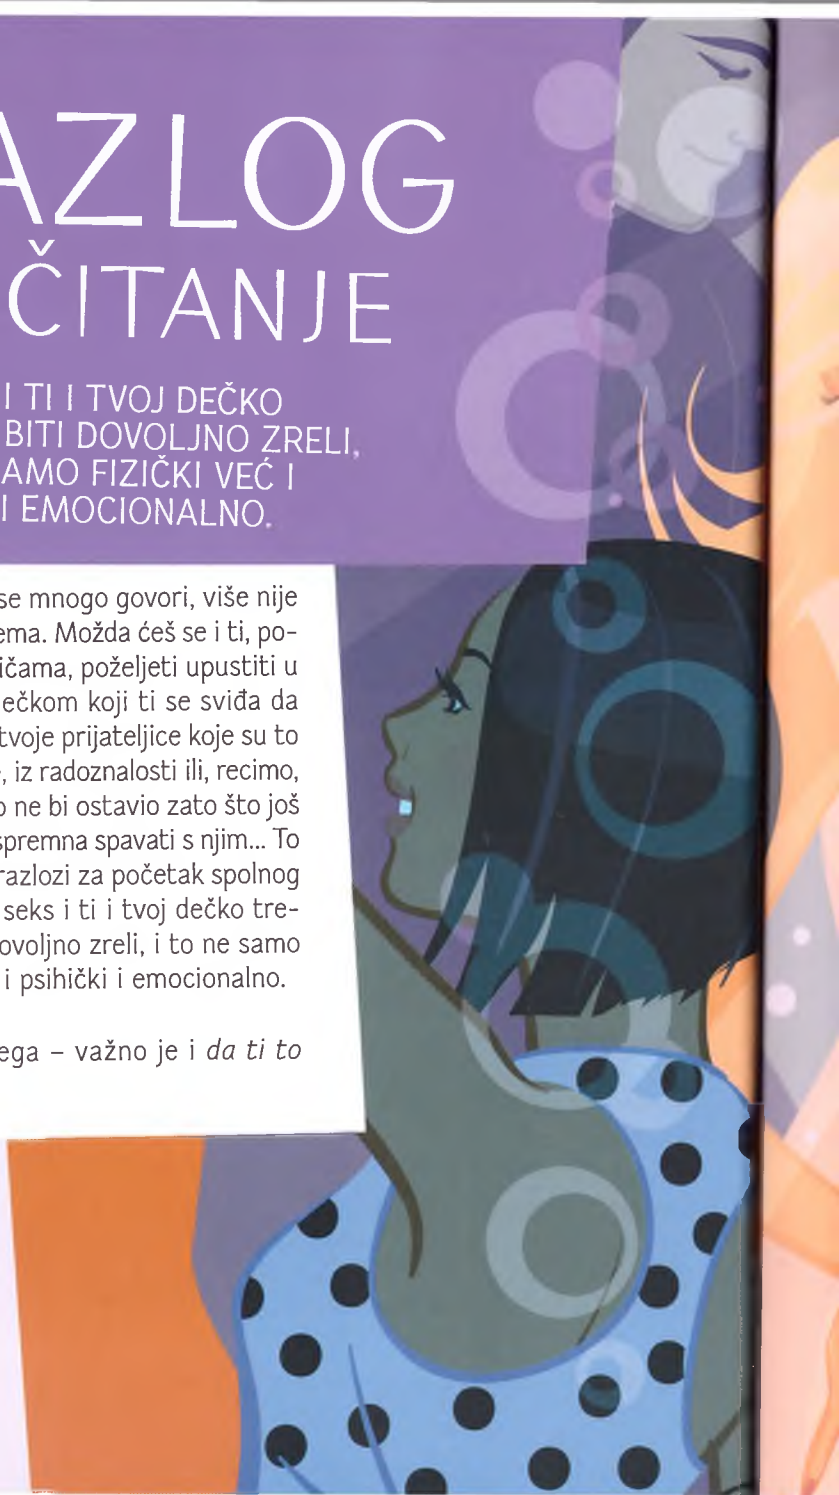 AZLOG
ČITANJE
I TI I TVOJ DEČKO
BITI DOVOLJNO ZRELI,
AMO FIZIČKI VEĆ I
I EMOCIONALNO.
se mnogo govori, više nije
ema. Možda ćeš se i ti, po-
ičama, poželjeti upustiti u
ečkom koji ti se sviđa da
tvoje prijateljice koje su to
, iz radoznalosti ili, recimo,
o ne bi ostavio zato što još
spremna spavati s njim... To
razlozi za početak spolnog
seks i ti i tvoj dečko tre-
ovoljno zreli, i to ne samo
i psihički i emocionalno.
ega – važno je i da ti to